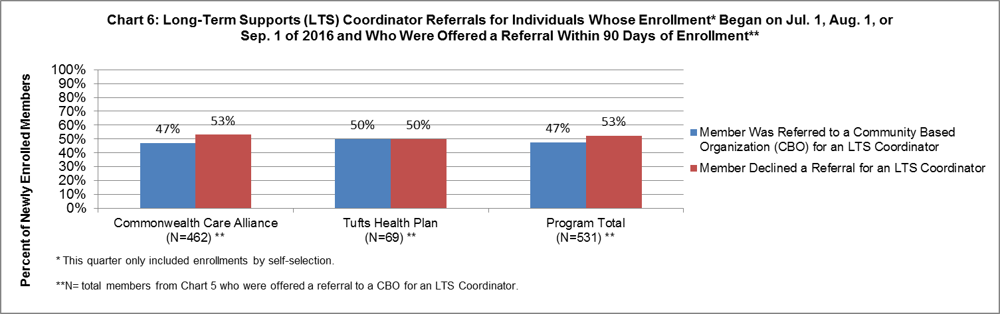 Chart 6: Long-Term Supports (LTS) Coordinator Referrals for Individuals Whose Enrollment* Began on Jul. 1, Aug. 1, or
Sep. 1 of 2016 and Who Were Offered a Referral Within 90 Days of Enrollment**
Percent of Newly Enrolled Members
100%
90%
80%
70%
60%
50%
40%
30%
20%
10%
0%
47%
53%
50%
50%
47%
53%
Commonwealth Care Alliance
(N=462) **
Tufts Health Plan
(N=69) **
Program Total
(N=531) **
Member Was Referred to a Community Based
Organization (CBO) for an LTS Coordinator
Member Declined a Referral for an LTS Coordinator
* This quarter only included enrollments by self-selection.
**N= total members from Chart 5 who were offered a referral to a CBO for an LTS Coordinator.